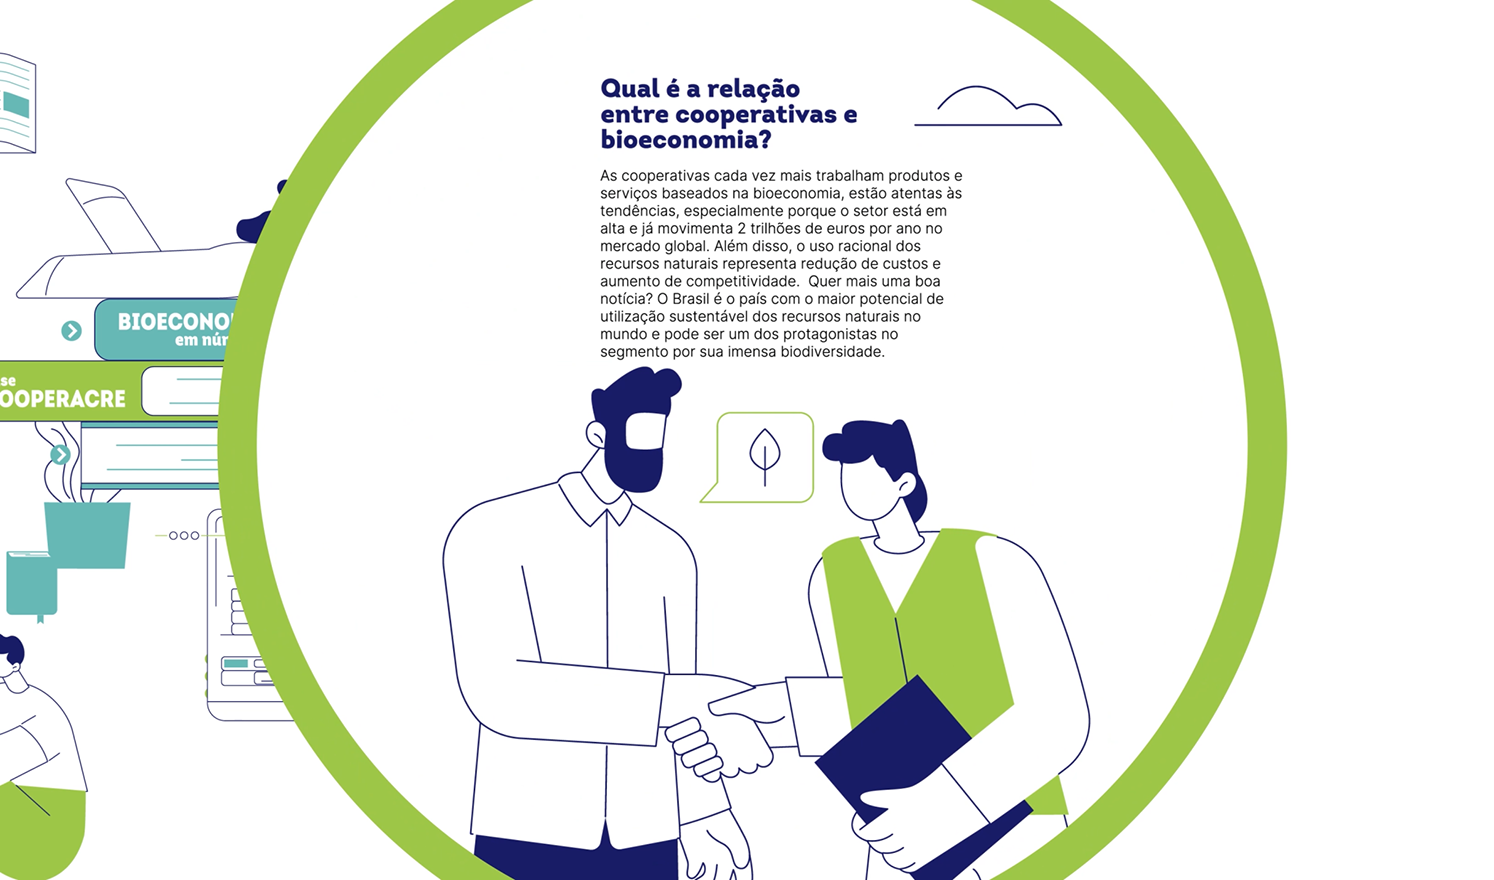 Qual é a relação
entre cooperativas e
bioeconomia?
As cooperativas cada vez mais trabalham produtos e
serviços baseados na bioeconomia, estão atentas às
tendências, especialmente porque o setor está em
alta e já movimenta 2 trilhões de euros por ano no
mercado global. Além disso, o uso racional dos
recursos naturais representa redução de custos e
aumento de competitividade.  Quer mais uma boa
notícia? O Brasil é o país com o maior potencial de
utilização sustentável dos recursos naturais no
mundo e pode ser um dos protagonistas no
segmento por sua imensa biodiversidade.
BIOECONO
em núr
se
OOPERACRE